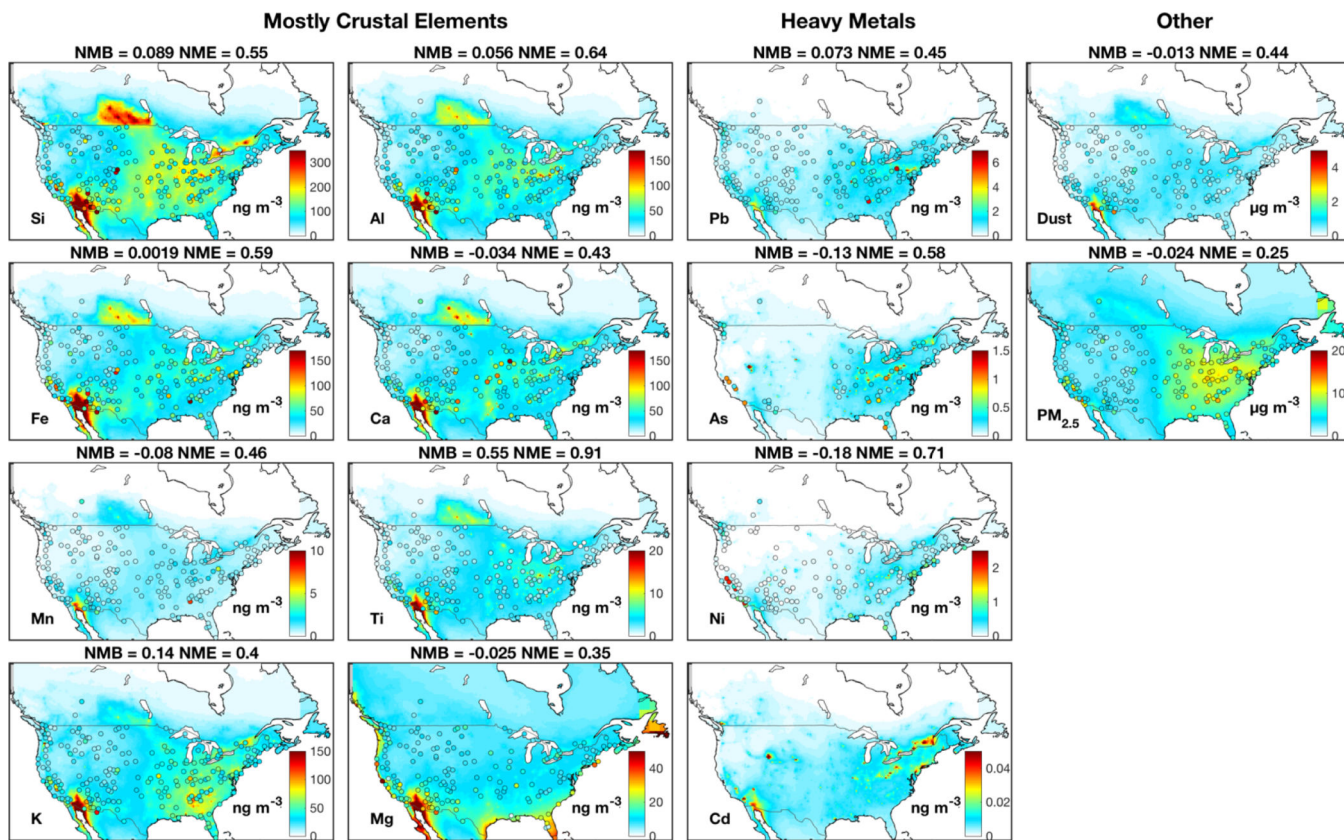 Mostly Crustal Elements Heavy Metals Other
NMB = 0.089 NME = 0.55 NMB = 0.056 NME = 0.64 NMB = 0.073 NME = 0.45 NMB = -0.013 NME = 0.44
Si 300 200 100 0 ng m-3
Al 150 100 50 0 ng m-3
Pb 6 4 2 0 ng m-3
Dust 4 2 0 µg m-3
NMB = 0.0019 NME = 0.59 NMB = -0.034 NME = 0.43 NMB = -0.13 NME = 0.58 NMB = -0.024 NME = 0.25
Fe 150 100 50 0 ng m-3
Ca 150 100 50 0 ng m-3
As 1.5 1 0.5 0 ng m-3
PM2.5 20 10 0 µg m-3
NMB = -0.08 NME = 0.46 NMB = 0.55 NME = 0.91 NMB = -0.18 NME = 0.71
Mn 10 5 0 ng m-3
Ti 20 10 0 ng m-3
Ni 2 1 0 ng m-3
NMB = 0.14 NME = 0.4 NMB = -0.025 NME = 0.35
K 150 100 50 0 ng m-3
Mg 40 20 0 ng m-3
Cd 0.04 0.02 0 ng m-3